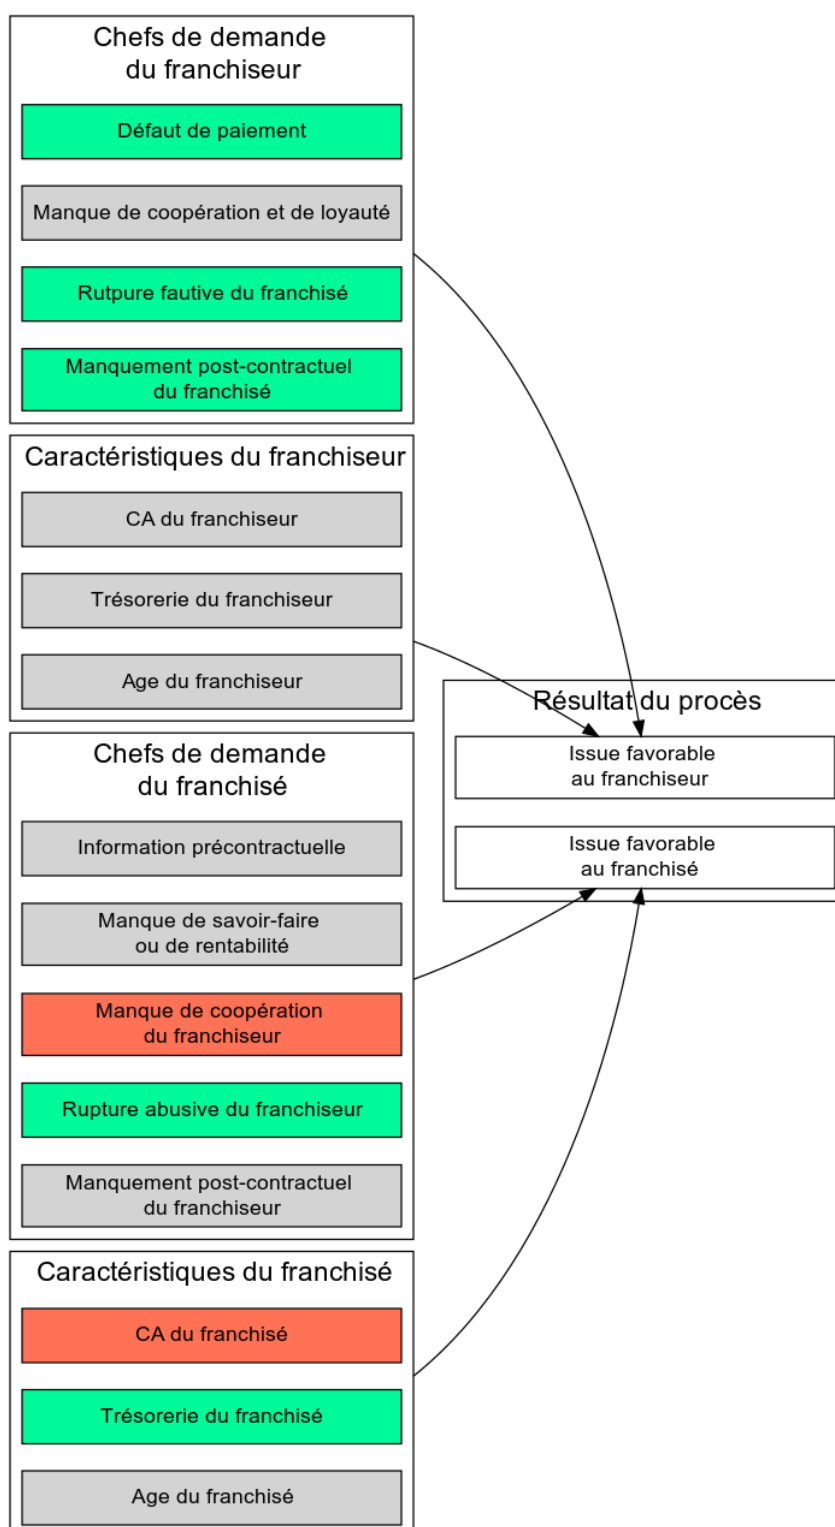 Chefs de demande
du franchiseur
Défaut de paiement
Manque de coopération et de loyauté
Rutpure fautive du franchisé
Manquement post-contractuel
du franchisé
Caractéristiques du franchiseur
CA du franchiseur
Trésorerie du franchiseur
Age du franchiseur
Chefs de demande
du franchisé
Information précontractuelle
Manque de savoir-faire
ou de rentabilité
Manque de coopération
du franchiseur
Rupture abusive du franchiseur
Manquement post-contractuel
du franchiseur
Caractéristiques du franchisé
CA du franchisé
Trésorerie du franchisé
Age du franchisé
Résultat du procès
Issue favorable
au franchiseur
Issue favorable
au franchisé